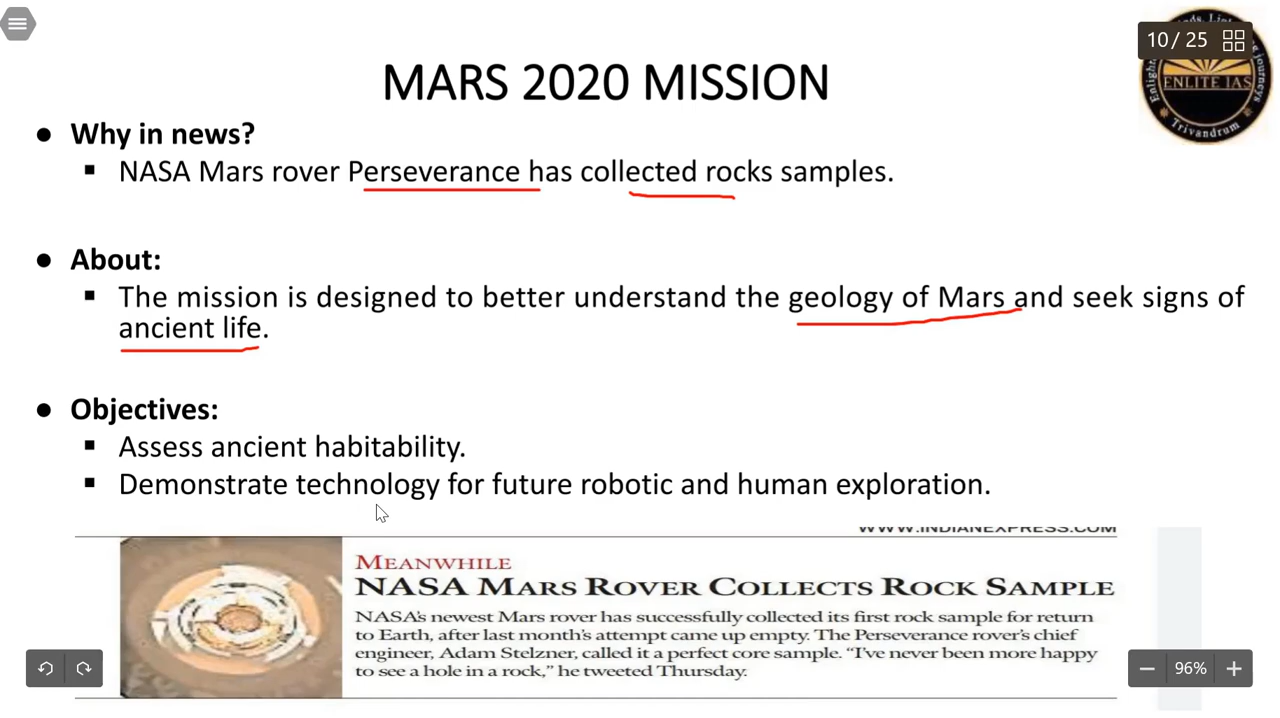 10 / 25
ENLITE IAS
Trivandrum
MARS 2020 MISSION
● Why in news?
▪ NASA Mars rover Perseverance has collected rocks samples.
● About:
▪ The mission is designed to better understand the geology of Mars and seek signs of
ancient life.
● Objectives:
▪ Assess ancient habitability.
▪ Demonstrate technology for future robotic and human exploration.
WWW.INDIANEXPRESS.COM
MEANWHILE
NASA MARS ROVER COLLECTS ROCK SAMPLE
NASA's newest Mars rover has successfully collected its first rock sample for return
to Earth, after last month's attempt came up empty. The Perseverance rover's chief
engineer, Adam Stelzner, called it a perfect core sample. “I've never been more happy
to see a hole in a rock,” he tweeted Thursday.
96%